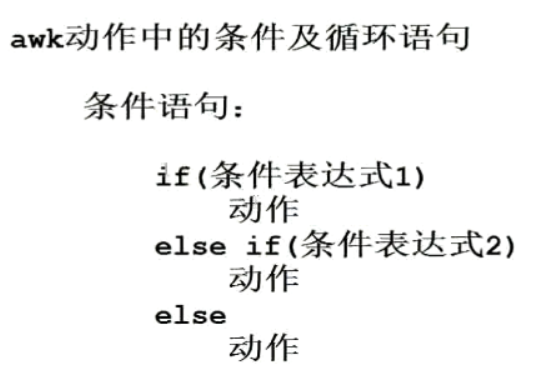 awk动作中的条件及循环语句
条件语句：
if(条件表达式1)
动作
else if(条件表达式2)
动作
else
动作